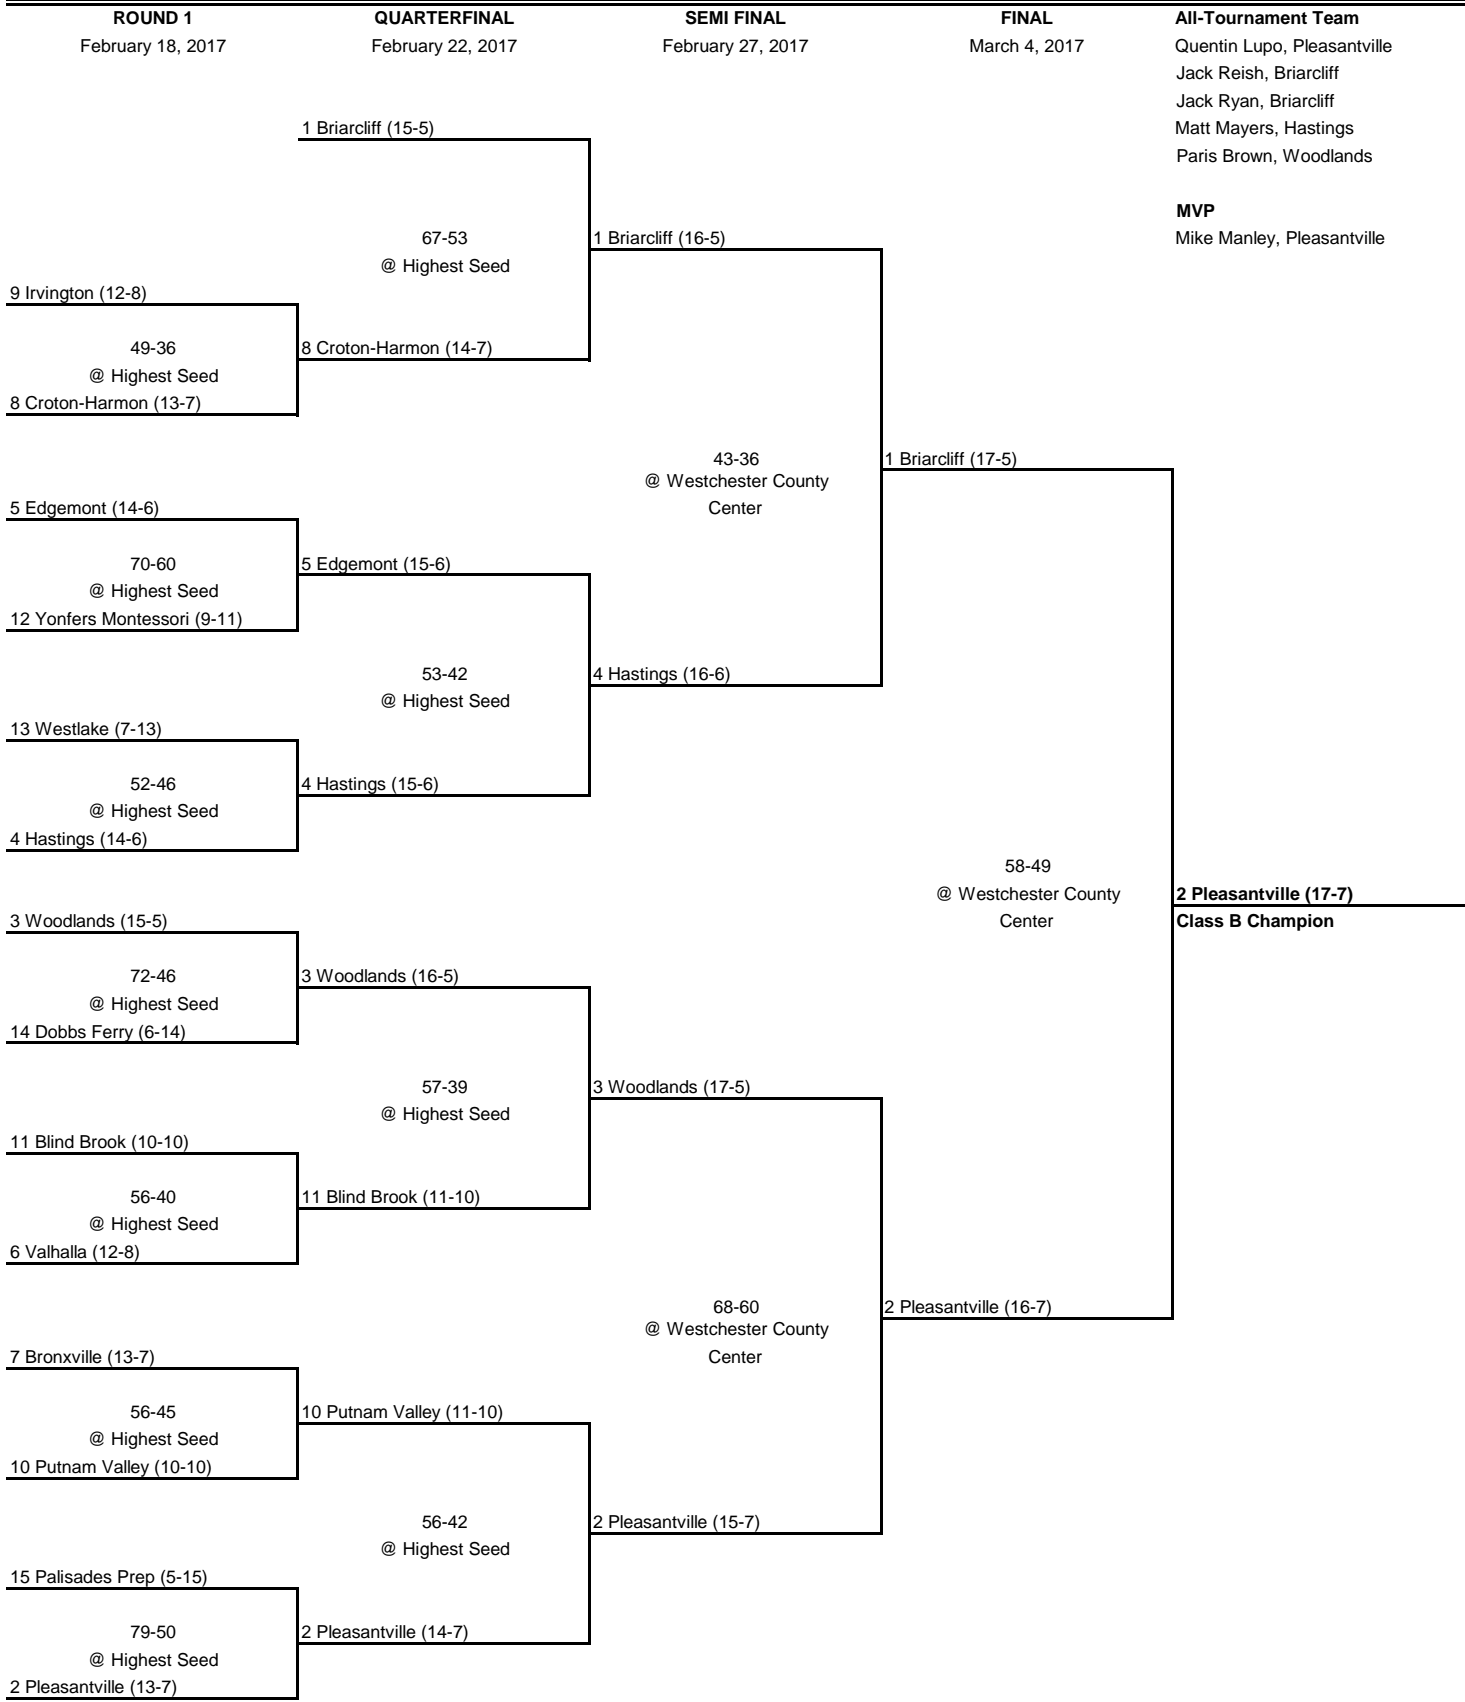 ROUND 1
February 18, 2017
QUARTERFINAL
February 22, 2017
SEMI FINAL
February 27, 2017
FINAL
March 4, 2017
All-Tournament Team
Quentin Lupo, Pleasantville
Jack Reish, Briarcliff
Jack Ryan, Briarcliff
Matt Mayers, Hastings
Paris Brown, Woodlands
MVP
Mike Manley, Pleasantville
9 Irvington (12-8)
49-36
@ Highest Seed
8 Croton-Harmon (13-7)
5 Edgemont (14-6)
70-60
@ Highest Seed
12 Yonfers Montessori (9-11)
13 Westlake (7-13)
52-46
@ Highest Seed
4 Hastings (14-6)
3 Woodlands (15-5)
72-46
@ Highest Seed
14 Dobbs Ferry (6-14)
11 Blind Brook (10-10)
56-40
@ Highest Seed
6 Valhalla (12-8)
7 Bronxville (13-7)
56-45
@ Highest Seed
10 Putnam Valley (10-10)
15 Palisades Prep (5-15)
79-50
@ Highest Seed
2 Pleasantville (13-7)
1 Briarcliff (15-5)
67-53
@ Highest Seed
8 Croton-Harmon (14-7)
5 Edgemont (15-6)
53-42
@ Highest Seed
4 Hastings (15-6)
3 Woodlands (16-5)
57-39
@ Highest Seed
11 Blind Brook (11-10)
10 Putnam Valley (11-10)
56-42
@ Highest Seed
2 Pleasantville (14-7)
1 Briarcliff (16-5)
43-36
@ Westchester County
Center
4 Hastings (16-6)
3 Woodlands (17-5)
68-60
@ Westchester County
Center
2 Pleasantville (15-7)
1 Briarcliff (17-5)
58-49
@ Westchester County
Center
2 Pleasantville (16-7)
2 Pleasantville (17-7)
Class B Champion